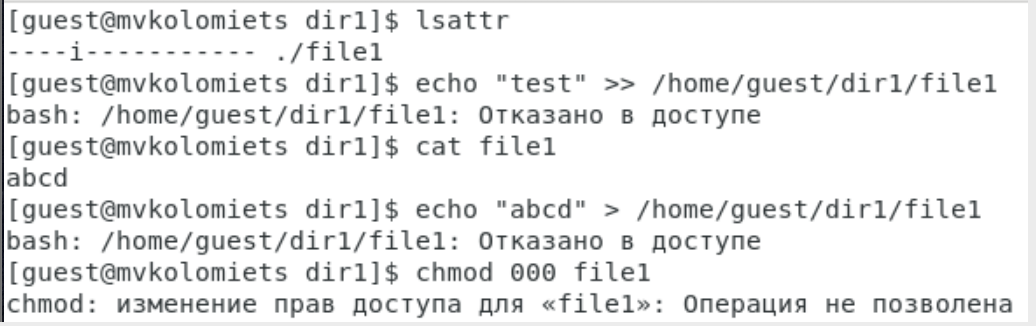 [guest@mvkolomiets dir1]$ lsattr
----i----------- ./file1
[guest@mvkolomiets dir1]$ echo "test" >> /home/guest/dir1/file1
bash: /home/guest/dir1/file1: Отказано в доступе
[guest@mvkolomiets dir1]$ cat file1
abcd
[guest@mvkolomiets dir1]$ echo "abcd" > /home/guest/dir1/file1
bash: /home/guest/dir1/file1: Отказано в доступе
[guest@mvkolomiets dir1]$ chmod 000 file1
chmod: изменение прав доступа для «file1»: Операция не позволена